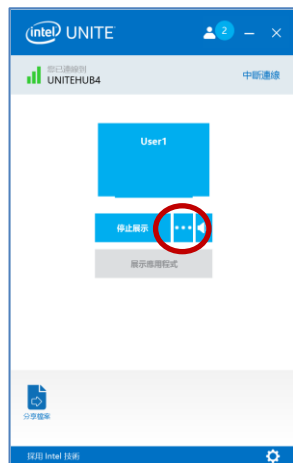 intel UNITE
2
即已連線到
UNITEHUB4
中斷連線
User1
停止展示
展示應用程式
分享檔案
採用 Intel 技術